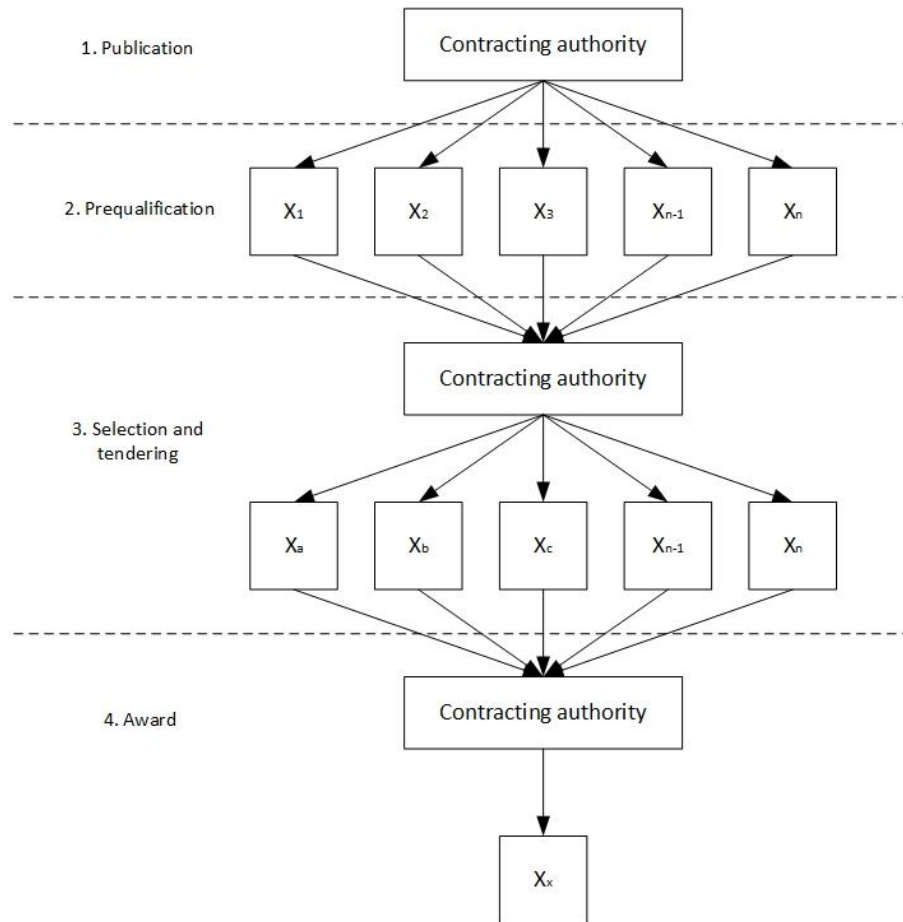 Contracting authority
1. Publication
2. Prequalification
X1
X2
X3
Xn-1
Xn
Contracting authority
3. Selection and
tendering
Xa
Xb
Xc
Xn-1
Xn
Contracting authority
4. Award
Xx